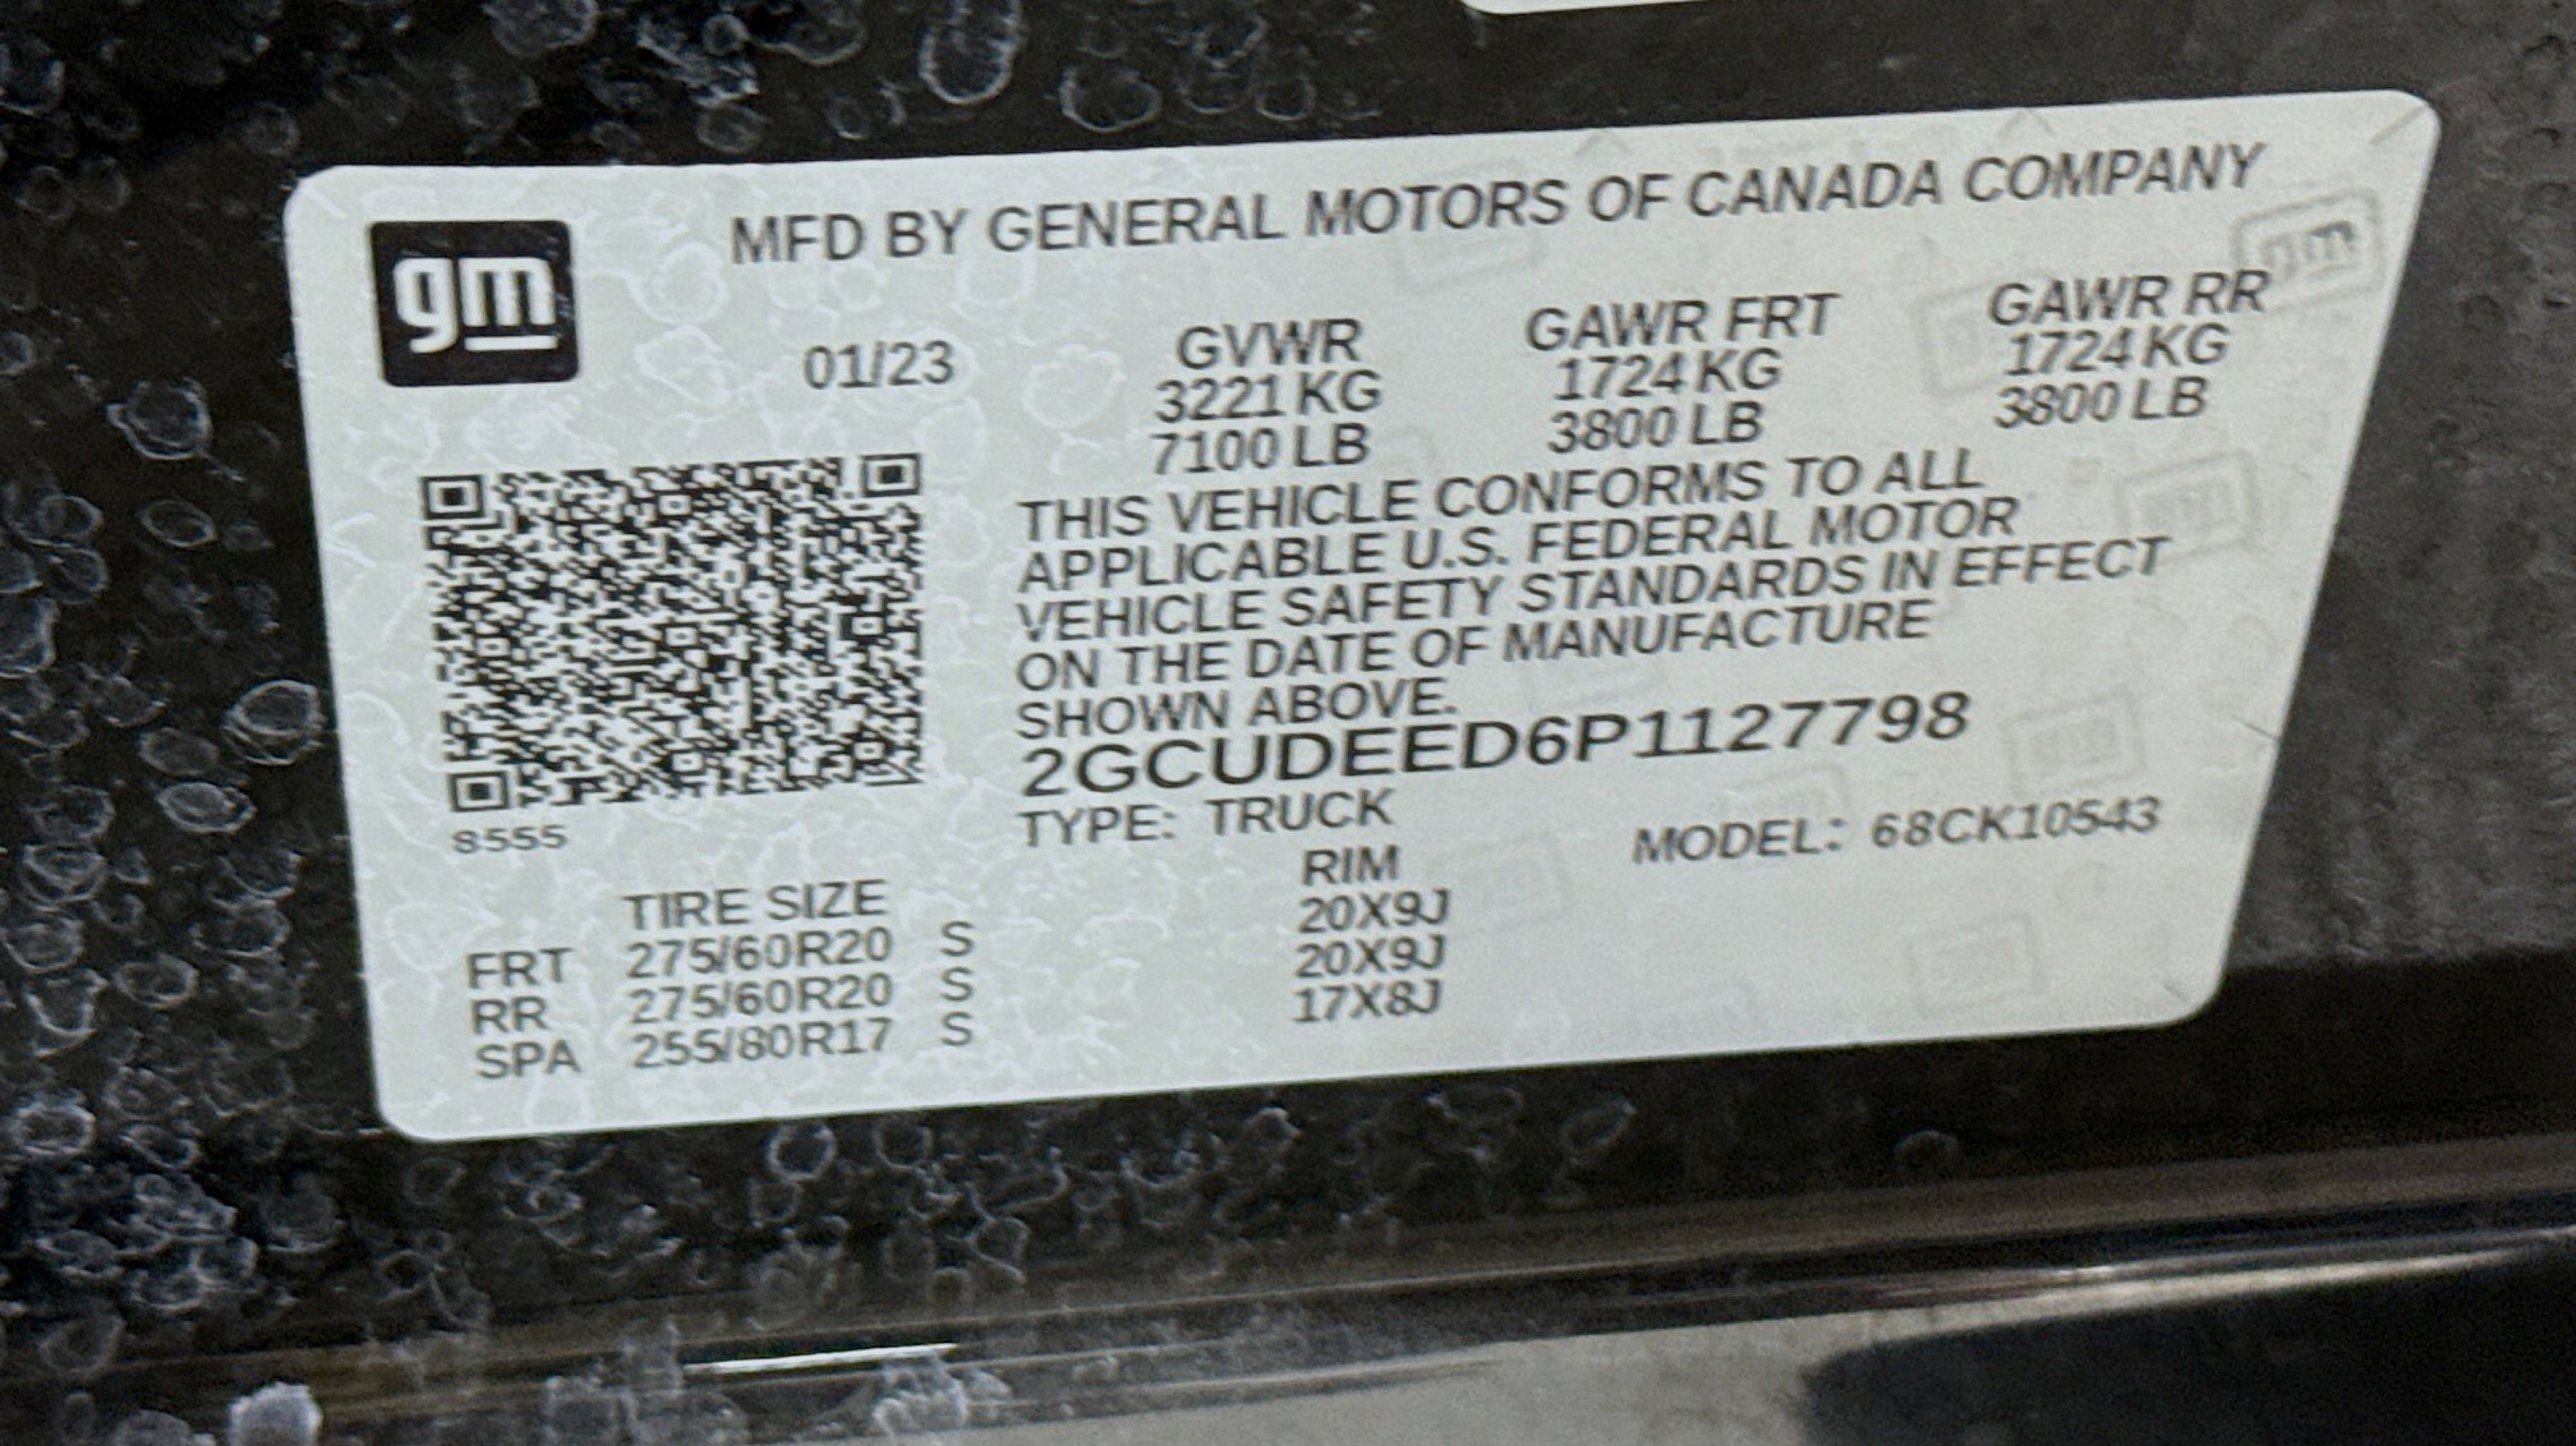 gm
MFD BY GENERAL MOTORS OF CANADA COMPANY
01/23
GVWR GAWR FRT GAWR RR
3221 KG 1724 KG 1724 KG
7100 LB 3800 LB 3800 LB
THIS VEHICLE CONFORMS TO ALL
APPLICABLE U.S. FEDERAL MOTOR
VEHICLE SAFETY STANDARDS IN EFFECT
ON THE DATE OF MANUFACTURE
SHOWN ABOVE.
2GCUDEED6P1127798
8555
TYPE: TRUCK MODEL: 68CK10543
TIRE SIZE RIM
FRT 275/60R20 S 20X9J
RR 275/60R20 S 20X9J
SPA 255/80R17 S 17X8J
gm